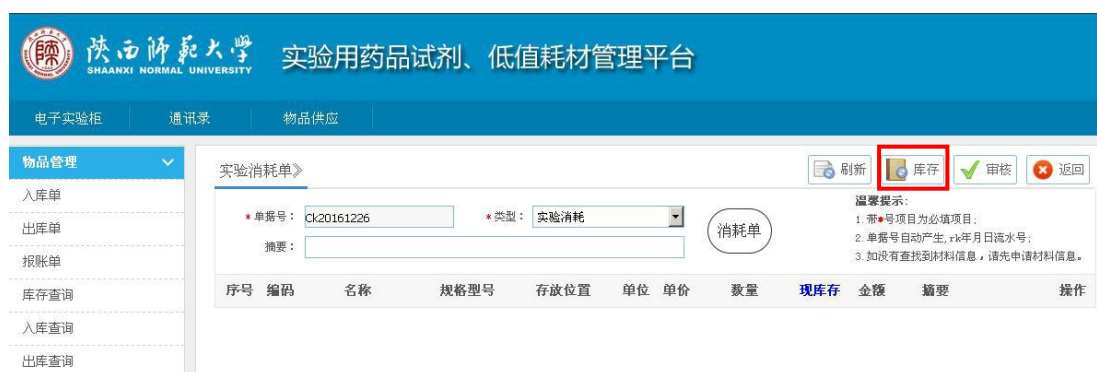 陕西师范大学
SHAANXI NORMAL UNIVERSITY
实验用药品试剂、低值耗材管理平台
电子实验柜 通讯录 物品供应
物品管理
入库单
出库单
报账单
库存查询
入库查询
出库查询
实验消耗单》
刷新 库存 审核 返回
*单据号： Ck20161226 *类型： 实验消耗
摘要：
消耗单
温馨提示:
1. 带*号项目为必填项目;
2. 单据号自动产生,rk年月日流水号;
3. 如没有查找到材料信息，请先申请材料信息。
序号 编码 名称 规格型号 存放位置 单位 单价 数量 现库存 金额 摘要 操作